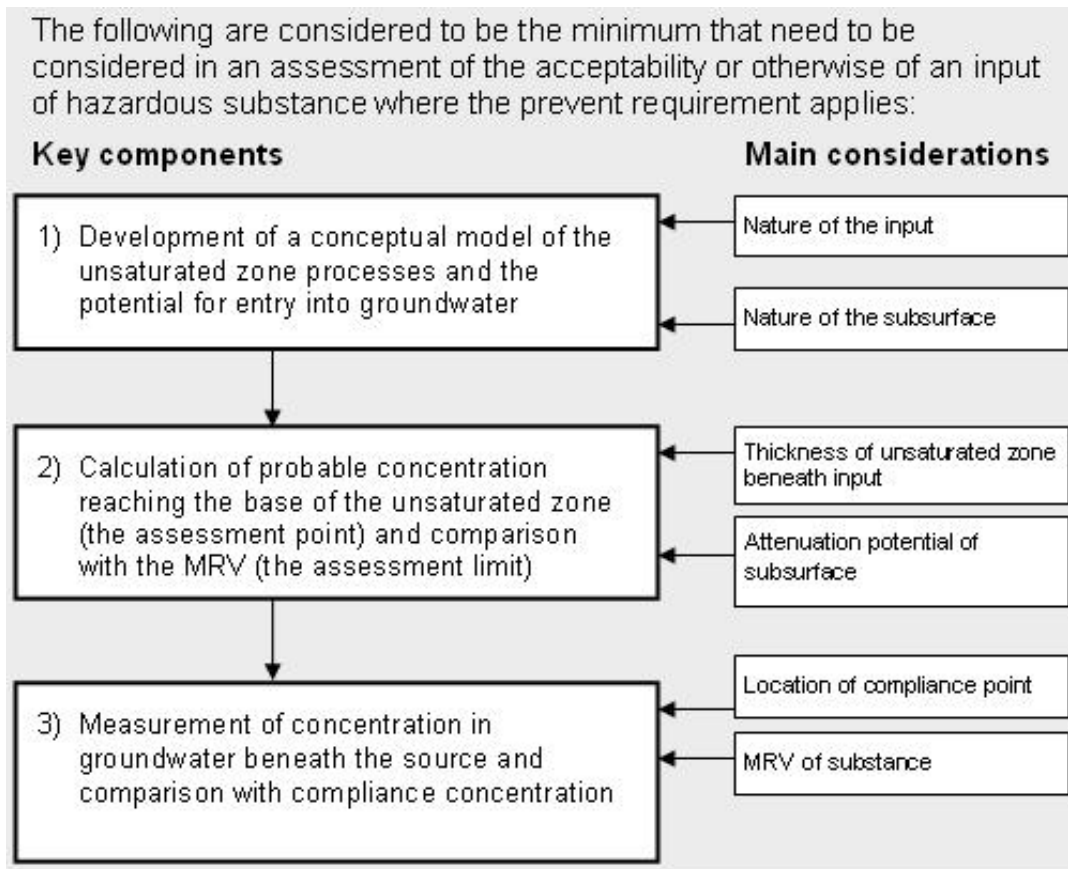 The following are considered to be the minimum that need to be
considered in an assessment of the acceptability or otherwise of an input
of hazardous substance where the prevent requirement applies:
Key components
Main considerations
1) Development of a conceptual model of the
unsaturated zone processes and the
potential for entry into groundwater
Nature of the input
Nature of the subsurface
2) Calculation of probable concentration
reaching the base of the unsaturated zone
(the assessment point) and comparison
with the MRV (the assessment limit)
Thickness of unsaturated zone
beneath input
Attenuation potential of
subsurface
3) Measurement of concentration in
groundwater beneath the source and
comparison with compliance concentration
Location of compliance point
MRV of substance